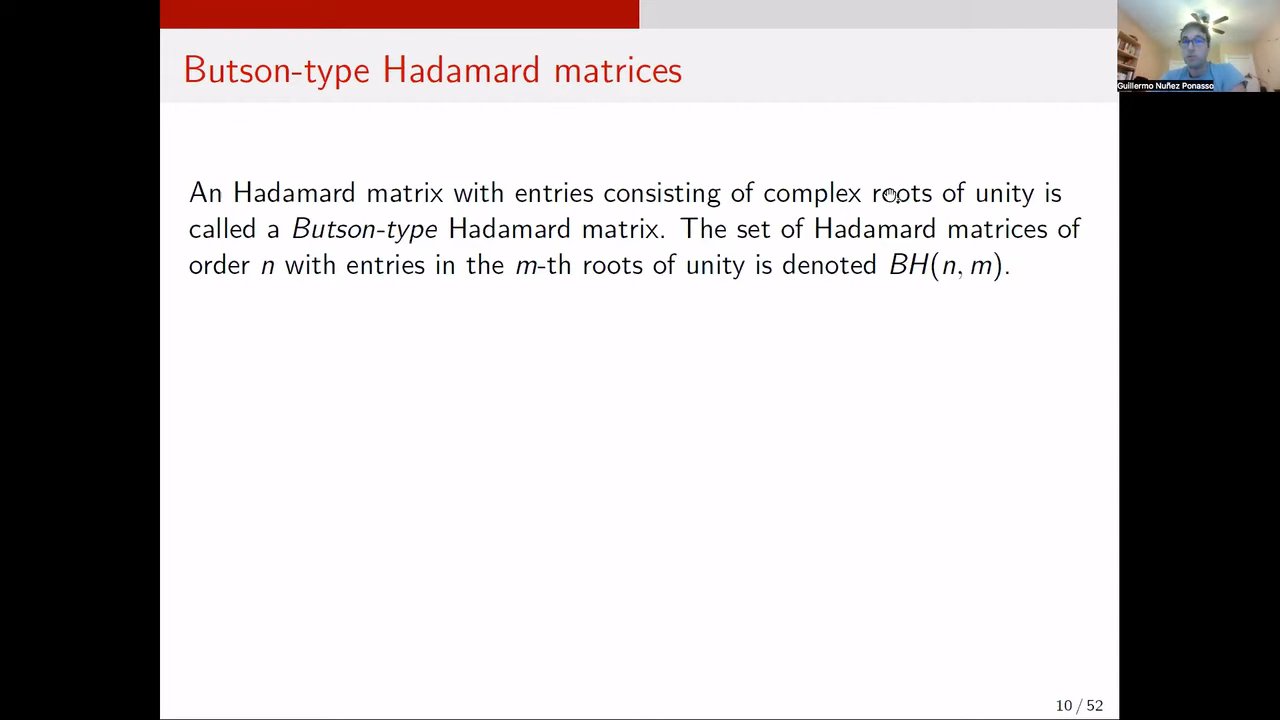 Butson-type Hadamard matrices
Guillermo Nuñez Ponasso
An Hadamard matrix with entries consisting of complex roots of unity is
called a Butson-type Hadamard matrix. The set of Hadamard matrices of
order n with entries in the m-th roots of unity is denoted BH(n, m).
10 / 52